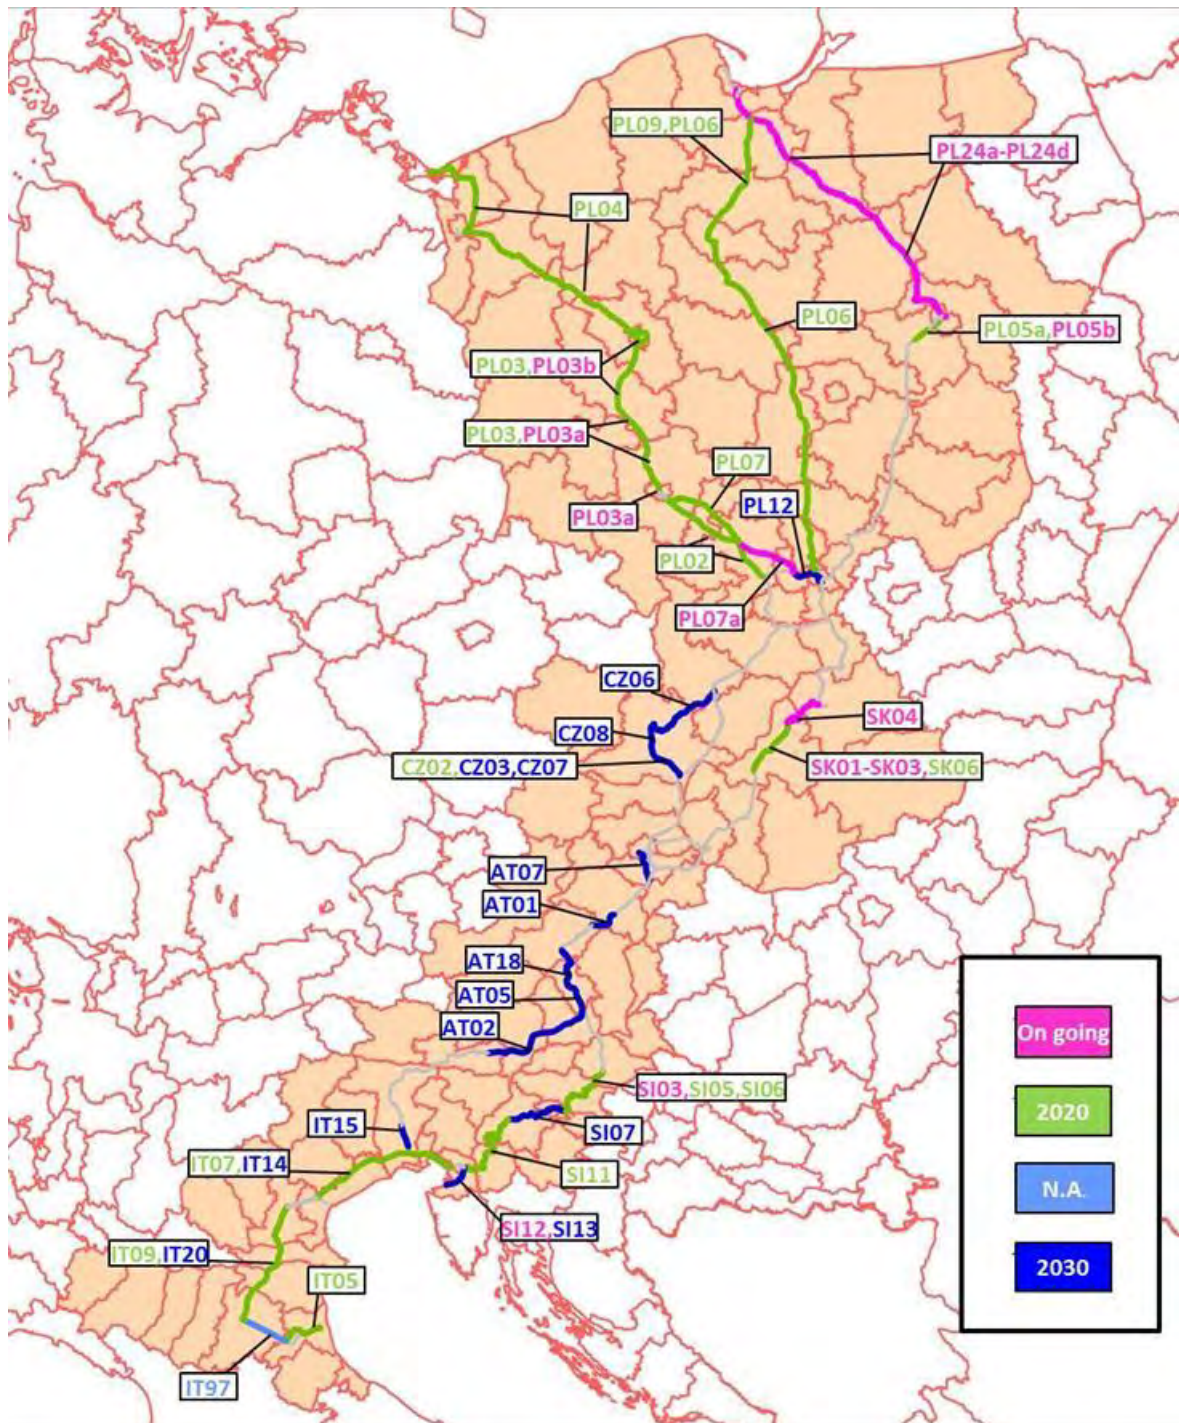 PL09,PL06
PL24a-PL24d
PL04
PL06
PL05a,PL05b
PL03,PL03b
PL03,PL03a
PL07
PL12
PL03a
PL02
PL07a
CZ06
SK04
CZ08
CZ02,CZ03,CZ07
SK01-SK03,SK06
AT07
AT01
AT18
AT05
AT02
On going
SI03,SI05,SI06
2020
IT15
SI07
IT07,IT14
SI11
N.A.
SI12,SI13
IT09,IT20
2030
IT05
IT97